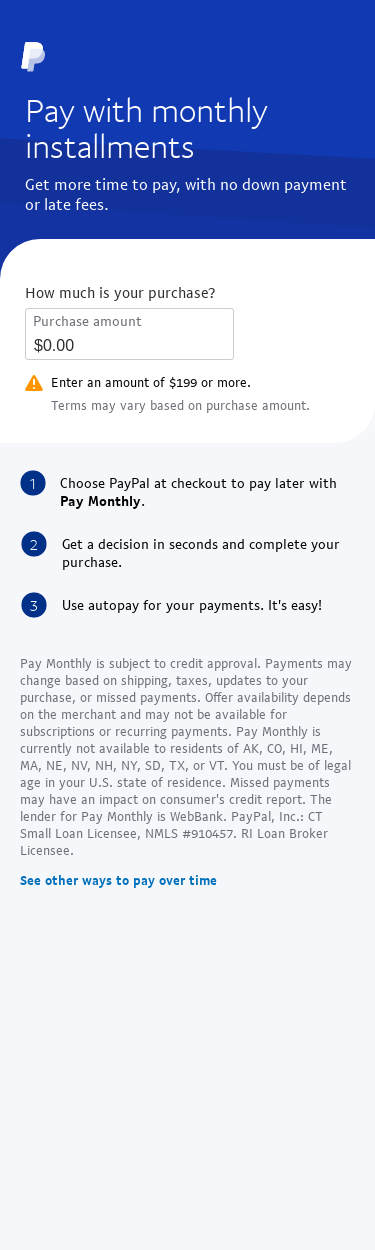 Pay with monthly
installments
Get more time to pay, with no down payment
or late fees.
How much is your purchase?
Purchase amount
$0.00
Enter an amount of $199 or more.
Terms may vary based on purchase amount.
1 Choose PayPal at checkout to pay later with
Pay Monthly.
2 Get a decision in seconds and complete your
purchase.
3 Use autopay for your payments. It's easy!
Pay Monthly is subject to credit approval. Payments may
change based on shipping, taxes, updates to your
purchase, or missed payments. Offer availability depends
on the merchant and may not be available for
subscriptions or recurring payments. Pay Monthly is
currently not available to residents of AK, CO, HI, ME,
MA, NE, NV, NH, NY, SD, TX, or VT. You must be of legal
age in your U.S. state of residence. Missed payments
may have an impact on consumer's credit report. The
lender for Pay Monthly is WebBank. PayPal, Inc.: CT
Small Loan Licensee, NMLS #910457. RI Loan Broker
Licensee.
See other ways to pay over time